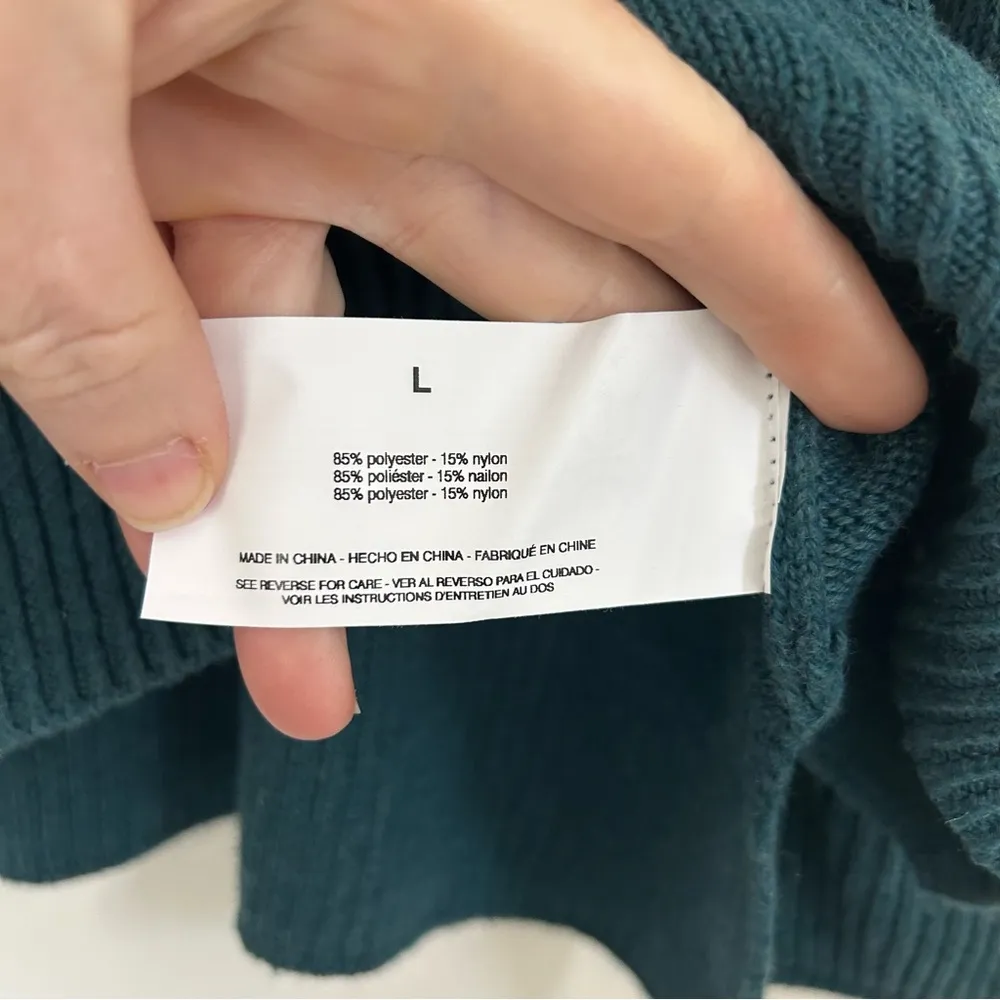 L
85% polyester - 15% nylon
85% poliéster - 15% nailon
85% polyester - 15% nylon
MADE IN CHINA - HECHO EN CHINA - FABRIQUÉ EN CHINE
SEE REVERSE FOR CARE - VER AL REVERSO PARA EL CUIDADO -
VOIR LES INSTRUCTIONS D'ENTRETIEN AU DOS